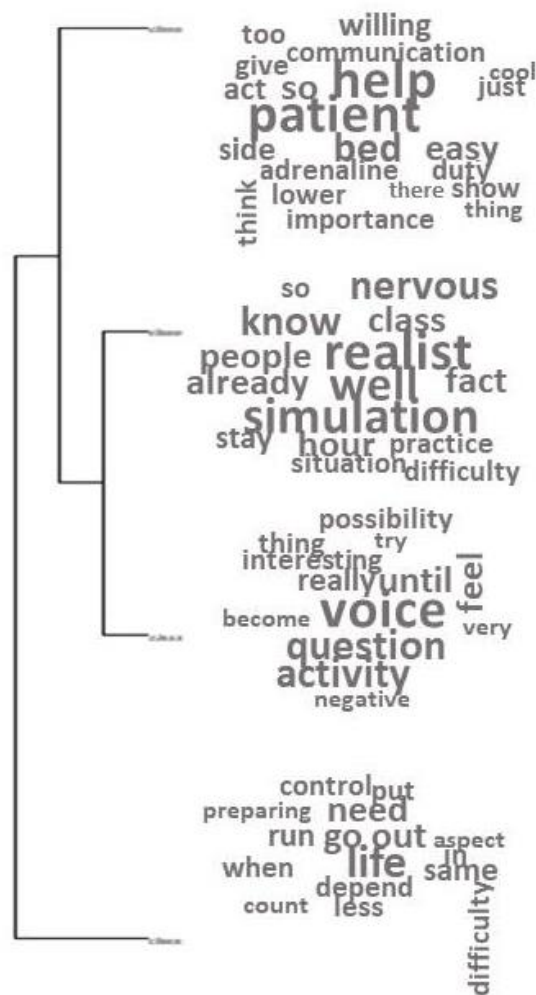 too willing
communication
give help cool
act so just
patient
side bed easy
adrenaline duty
think lower there show
importance thing
so nervous
know class
people realist
already well fact
simulation
stay hour practice
situation difficulty
possibility
thing try
interesting
really until feel
become voice very
question
activity
negative
control put
preparing need
run go out aspect
when life in same
depend
count less
difficulty